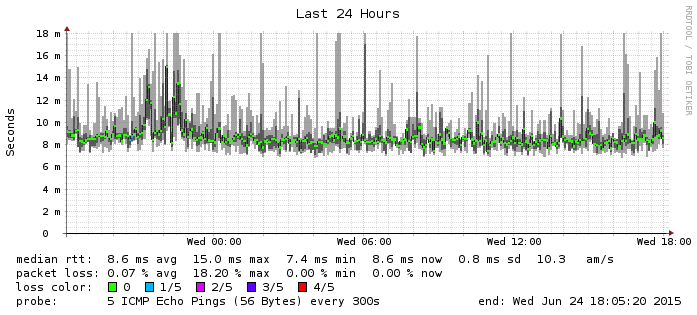 Last 24 Hours
RRDTOOL / TOBI OETIKER
Seconds
18 m
16 m
14 m
12 m
10 m
8 m
6 m
4 m
2 m
0
Wed 00:00 Wed 06:00 Wed 12:00 Wed 18:00
median rtt: 8.6 ms avg 15.0 ms max 7.4 ms min 8.6 ms now 0.8 ms sd 10.3 am/s
packet loss: 0.07 % avg 18.20 % max 0.00 % min 0.00 % now
loss color: 0 1/5 2/5 3/5 4/5
probe: 5 ICMP Echo Pings (56 Bytes) every 300s end: Wed Jun 24 18:05:20 2015